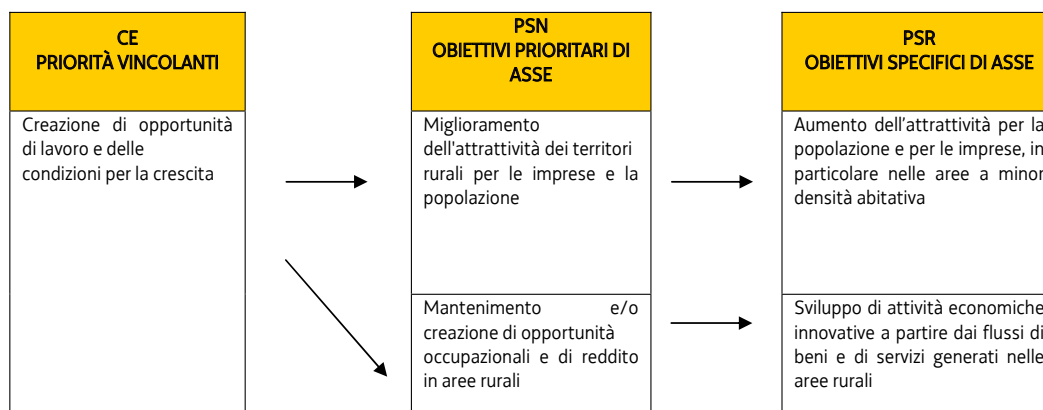 CE
PRIORITÀ VINCOLANTI
PSN
OBIETTIVI PRIORITARI DI
ASSE
PSR
OBIETTIVI SPECIFICI DI ASSE
Creazione di opportunità
di lavoro e delle
condizioni per la crescita
Miglioramento
dell'attrattività dei territori
rurali per le imprese e la
popolazione
Aumento dell'attrattività per la
popolazione e per le imprese, in
particolare nelle aree a minor
densità abitativa
Mantenimento e/o
creazione di opportunità
occupazionali e di reddito
in aree rurali
Sviluppo di attività economiche
innovative a partire dai flussi di
beni e di servizi generati nelle
aree rurali